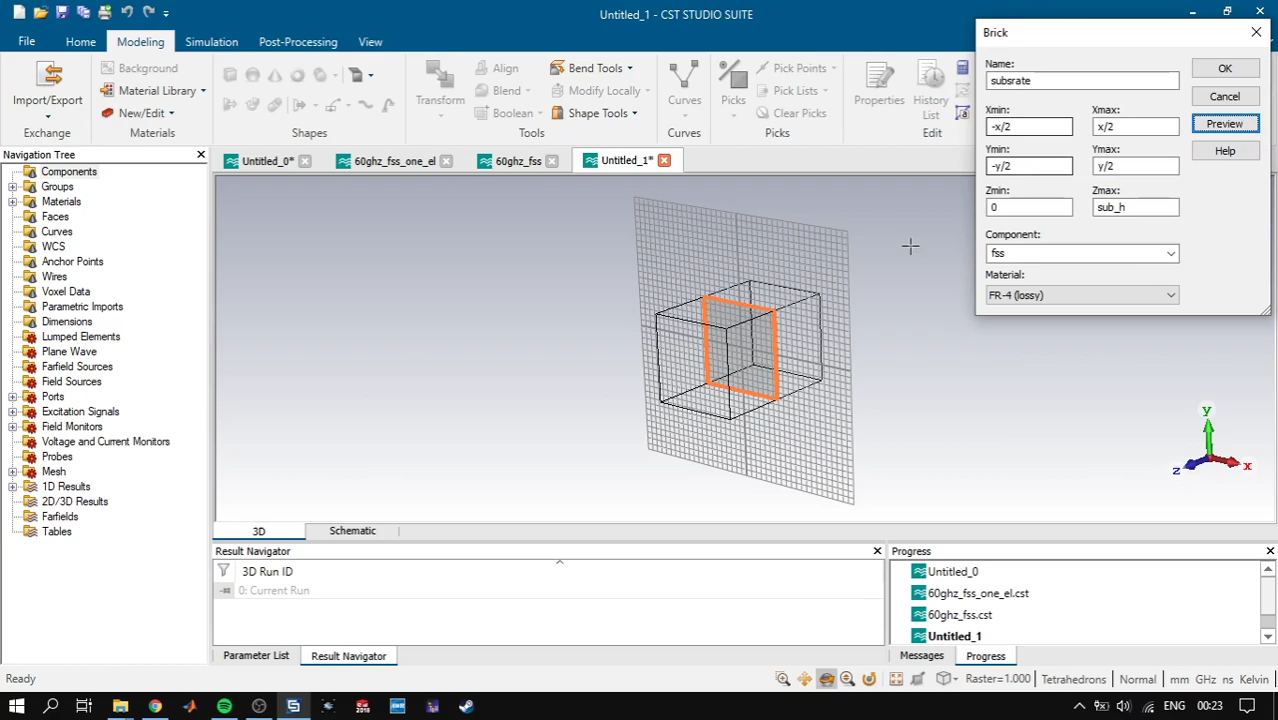 Untitled_1 - CST STUDIO SUITE
File
Home
Modeling
Simulation
Post-Processing
View
Import/Export
Exchange
Background
Material Library
New/Edit
Materials
Shapes
Transform
Align
Blend
Boolean
Bend Tools
Modify Locally
Shape Tools
Tools
Curves
Curves
Picks
Pick Points
Pick Lists
Clear Picks
Picks
Properties
History List
Edit
Brick
Name:
subsrate
OK
Cancel
Preview
Help
Xmin:
Xmax:
-x/2
x/2
Ymin:
Ymax:
-y/2
y/2
Zmin:
Zmax:
0
sub_h
Component:
fss
Material:
FR-4 (lossy)
Navigation Tree
Untitled_0*
60ghz_fss_one_el
60ghz_fss
Untitled_1*
Components
Groups
Materials
Faces
Curves
WCS
Anchor Points
Wires
Voxel Data
Parametric Imports
Dimensions
Lumped Elements
Plane Wave
Farfield Sources
Field Sources
Ports
Excitation Signals
Field Monitors
Voltage and Current Monitors
Probes
Mesh
1D Results
2D/3D Results
Farfields
Tables
y
x
z
3D
Schematic
Result Navigator
3D Run ID
0: Current Run
Parameter List
Result Navigator
Progress
Untitled_0
60ghz_fss_one_el.cst
60ghz_fss.cst
Untitled_1
Messages
Progress
Ready
Raster=1.000
Tetrahedrons
Normal
mm GHz ns Kelvin
2018
ENG
00:23